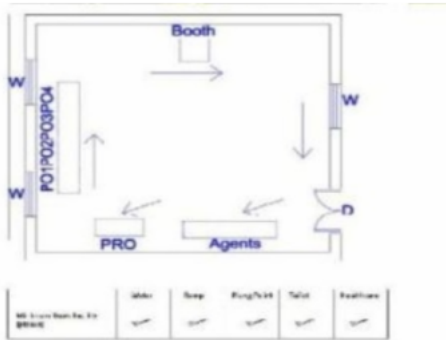 Booth
W
W
PO1PO2PO3PO4
W
D
PRO
Agents
Water
Ramp
Toilet